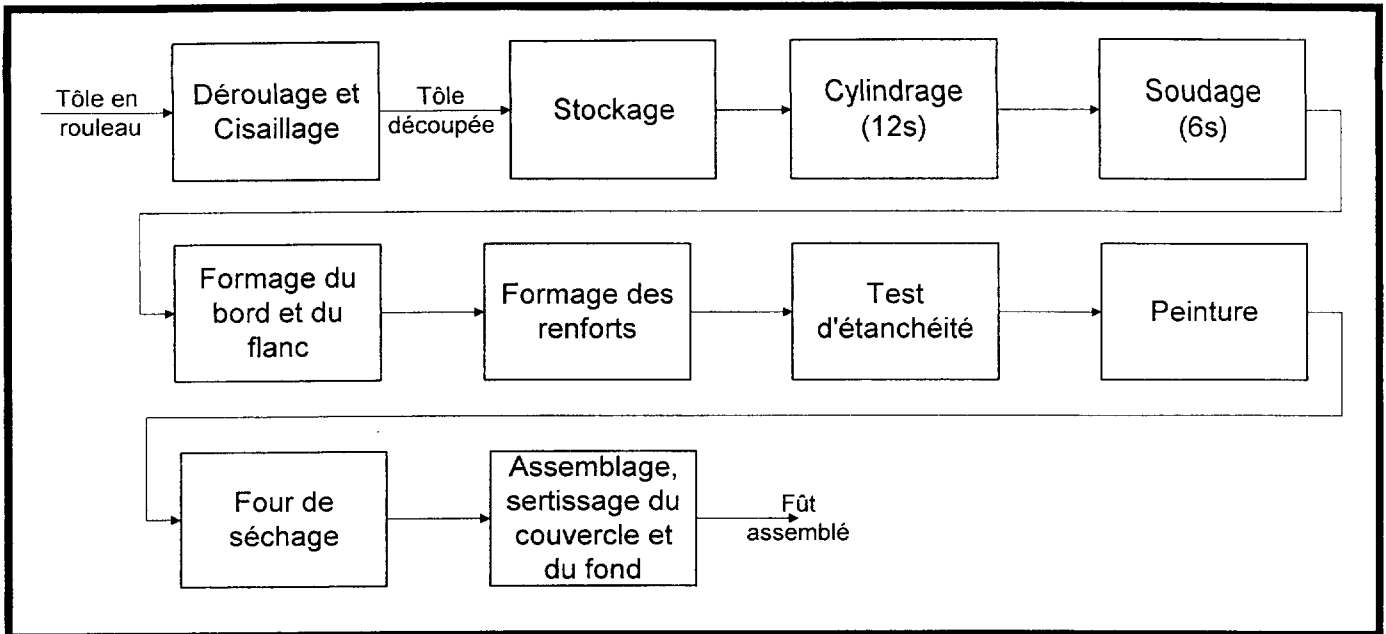 Tôle en
rouleau
Déroulage et
Cisaillage
Tôle
découpée
Stockage
Cylindrage
(12s)
Soudage
(6s)
Formage du
bord et du
flanc
Formage des
renforts
Test
d'étanchéité
Peinture
Four de
séchage
Assemblage,
sertissage du
couvercle et
du fond
Fût
assemblé